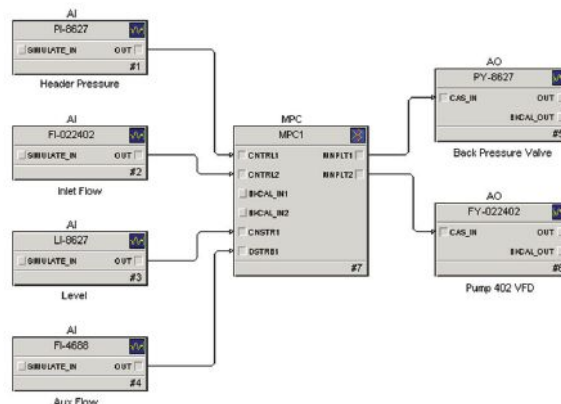 AI
PI-8627
SIMULATE_IN OUT
#1
Header Pressure
AI
FI-022402
SIMULATE_IN OUT
#2
Inlet Flow
AI
LI-8627
SIMULATE_IN OUT
#3
Level
AI
FI-4688
SIMULATE_IN OUT
#4
Aux Flow
MPC
MPC1
CNTRL1 MNPLT1
CNTRL2 MNPLT2
BKCAL_IN1
BKCAL_IN2
CNSTR1
DSTRB1
#7
AO
PY-8627
CAS_IN OUT
BKCAL_OUT
Back Pressure Valve
AO
FY-022402
CAS_IN OUT
BKCAL_OUT
Pump 402 VFD